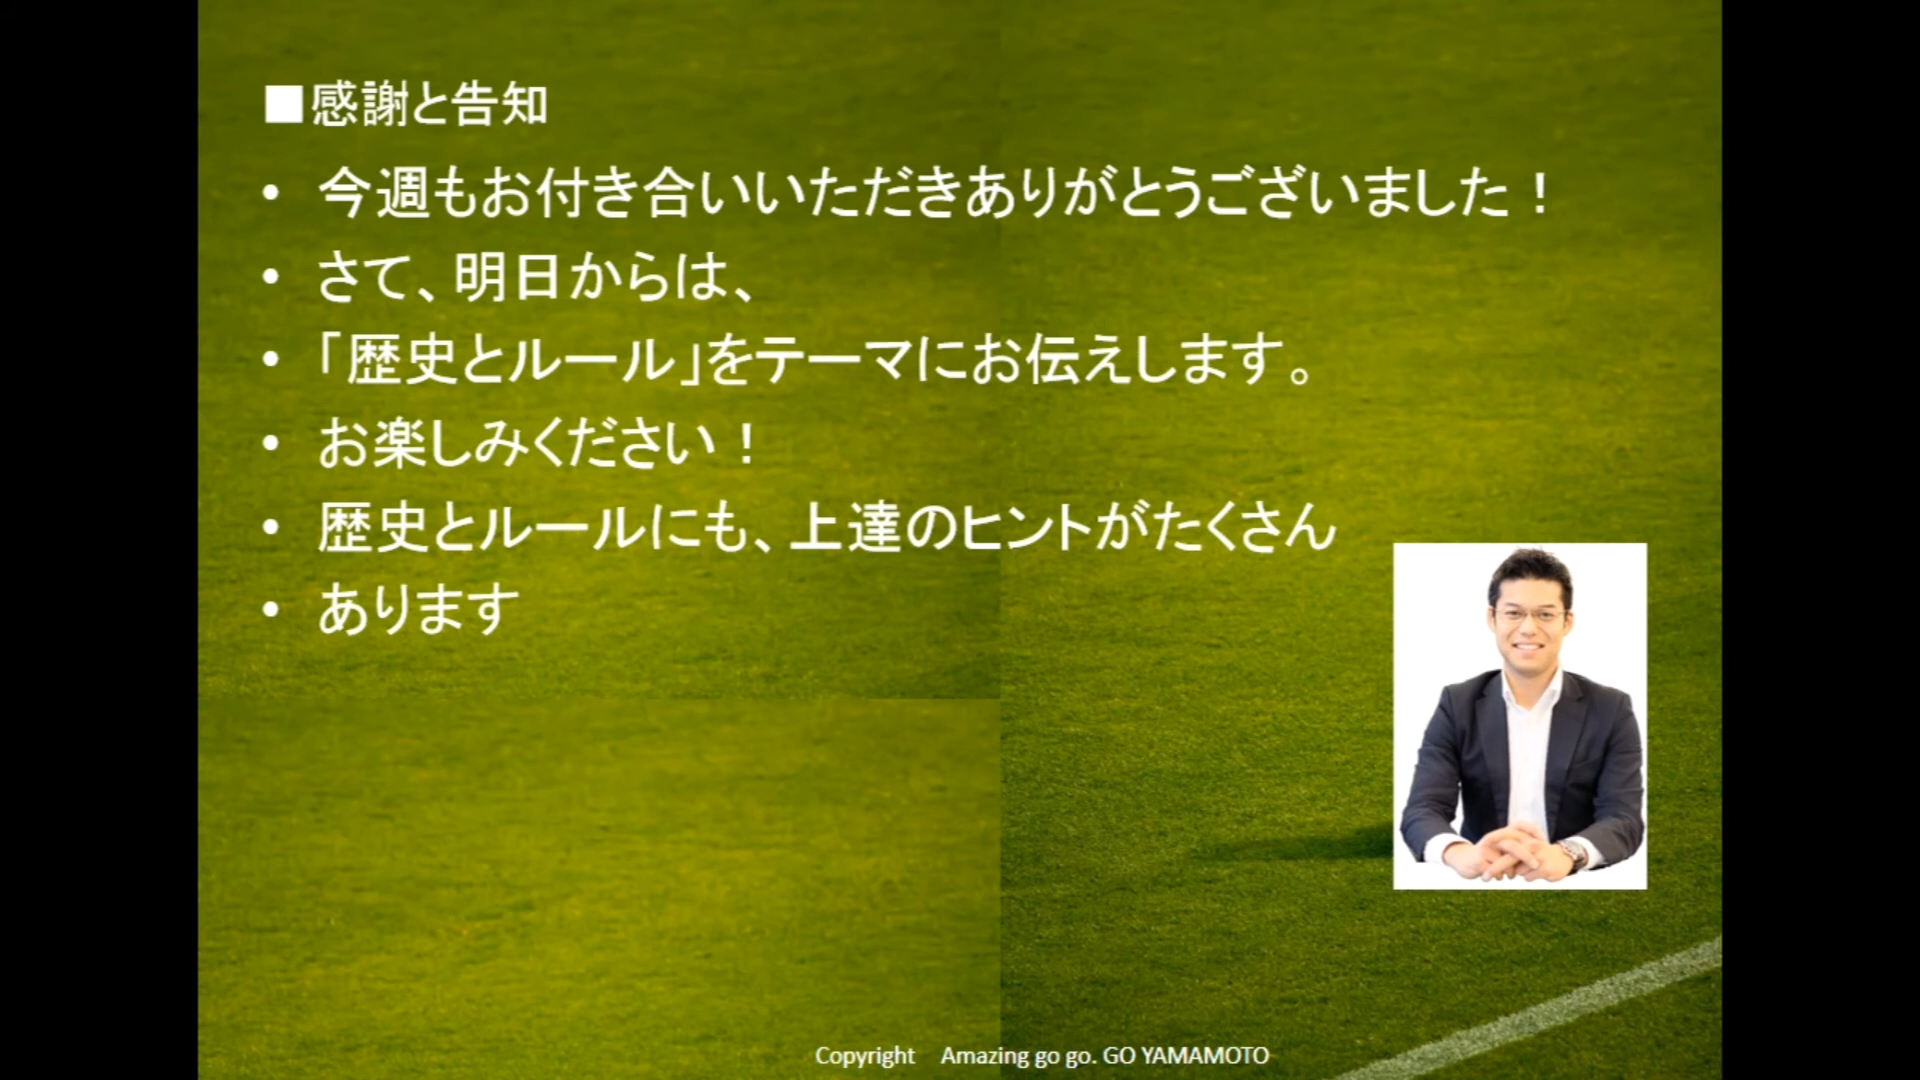 ■感謝と告知
• 今週もお付き合いいただきありがとうございました！
• さて、明日からは、
• 「歴史とルール」をテーマにお伝えします。
• お楽しみください！
• 歴史とルールにも、上達のヒントがたくさん
• あります
Copyright　Amazing go go. GO YAMAMOTO